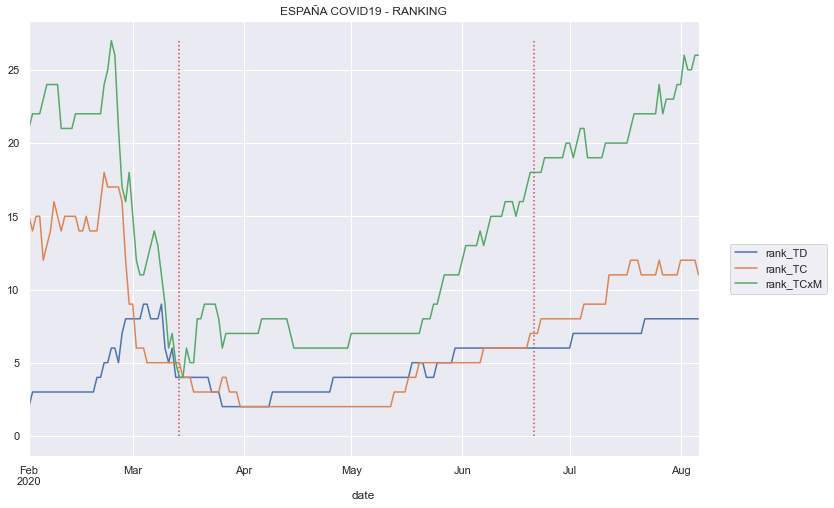 ESPAÑA COVID19 - RANKING
25
20
15
10
5
0
Feb
2020
Mar
Apr
May
Jun
Jul
Aug
date
rank_TD
rank_TC
rank_TCxM